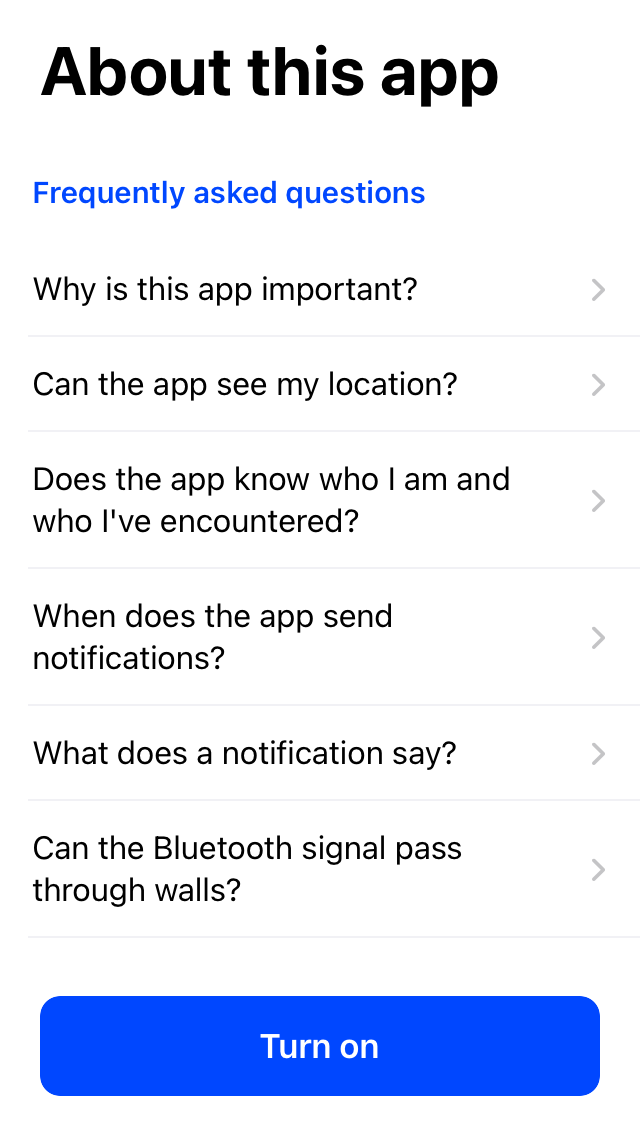 About this app
Frequently asked questions
Why is this app important?
Can the app see my location?
Does the app know who I am and
who I've encountered?
When does the app send
notifications?
What does a notification say?
Can the Bluetooth signal pass
through walls?
Turn on